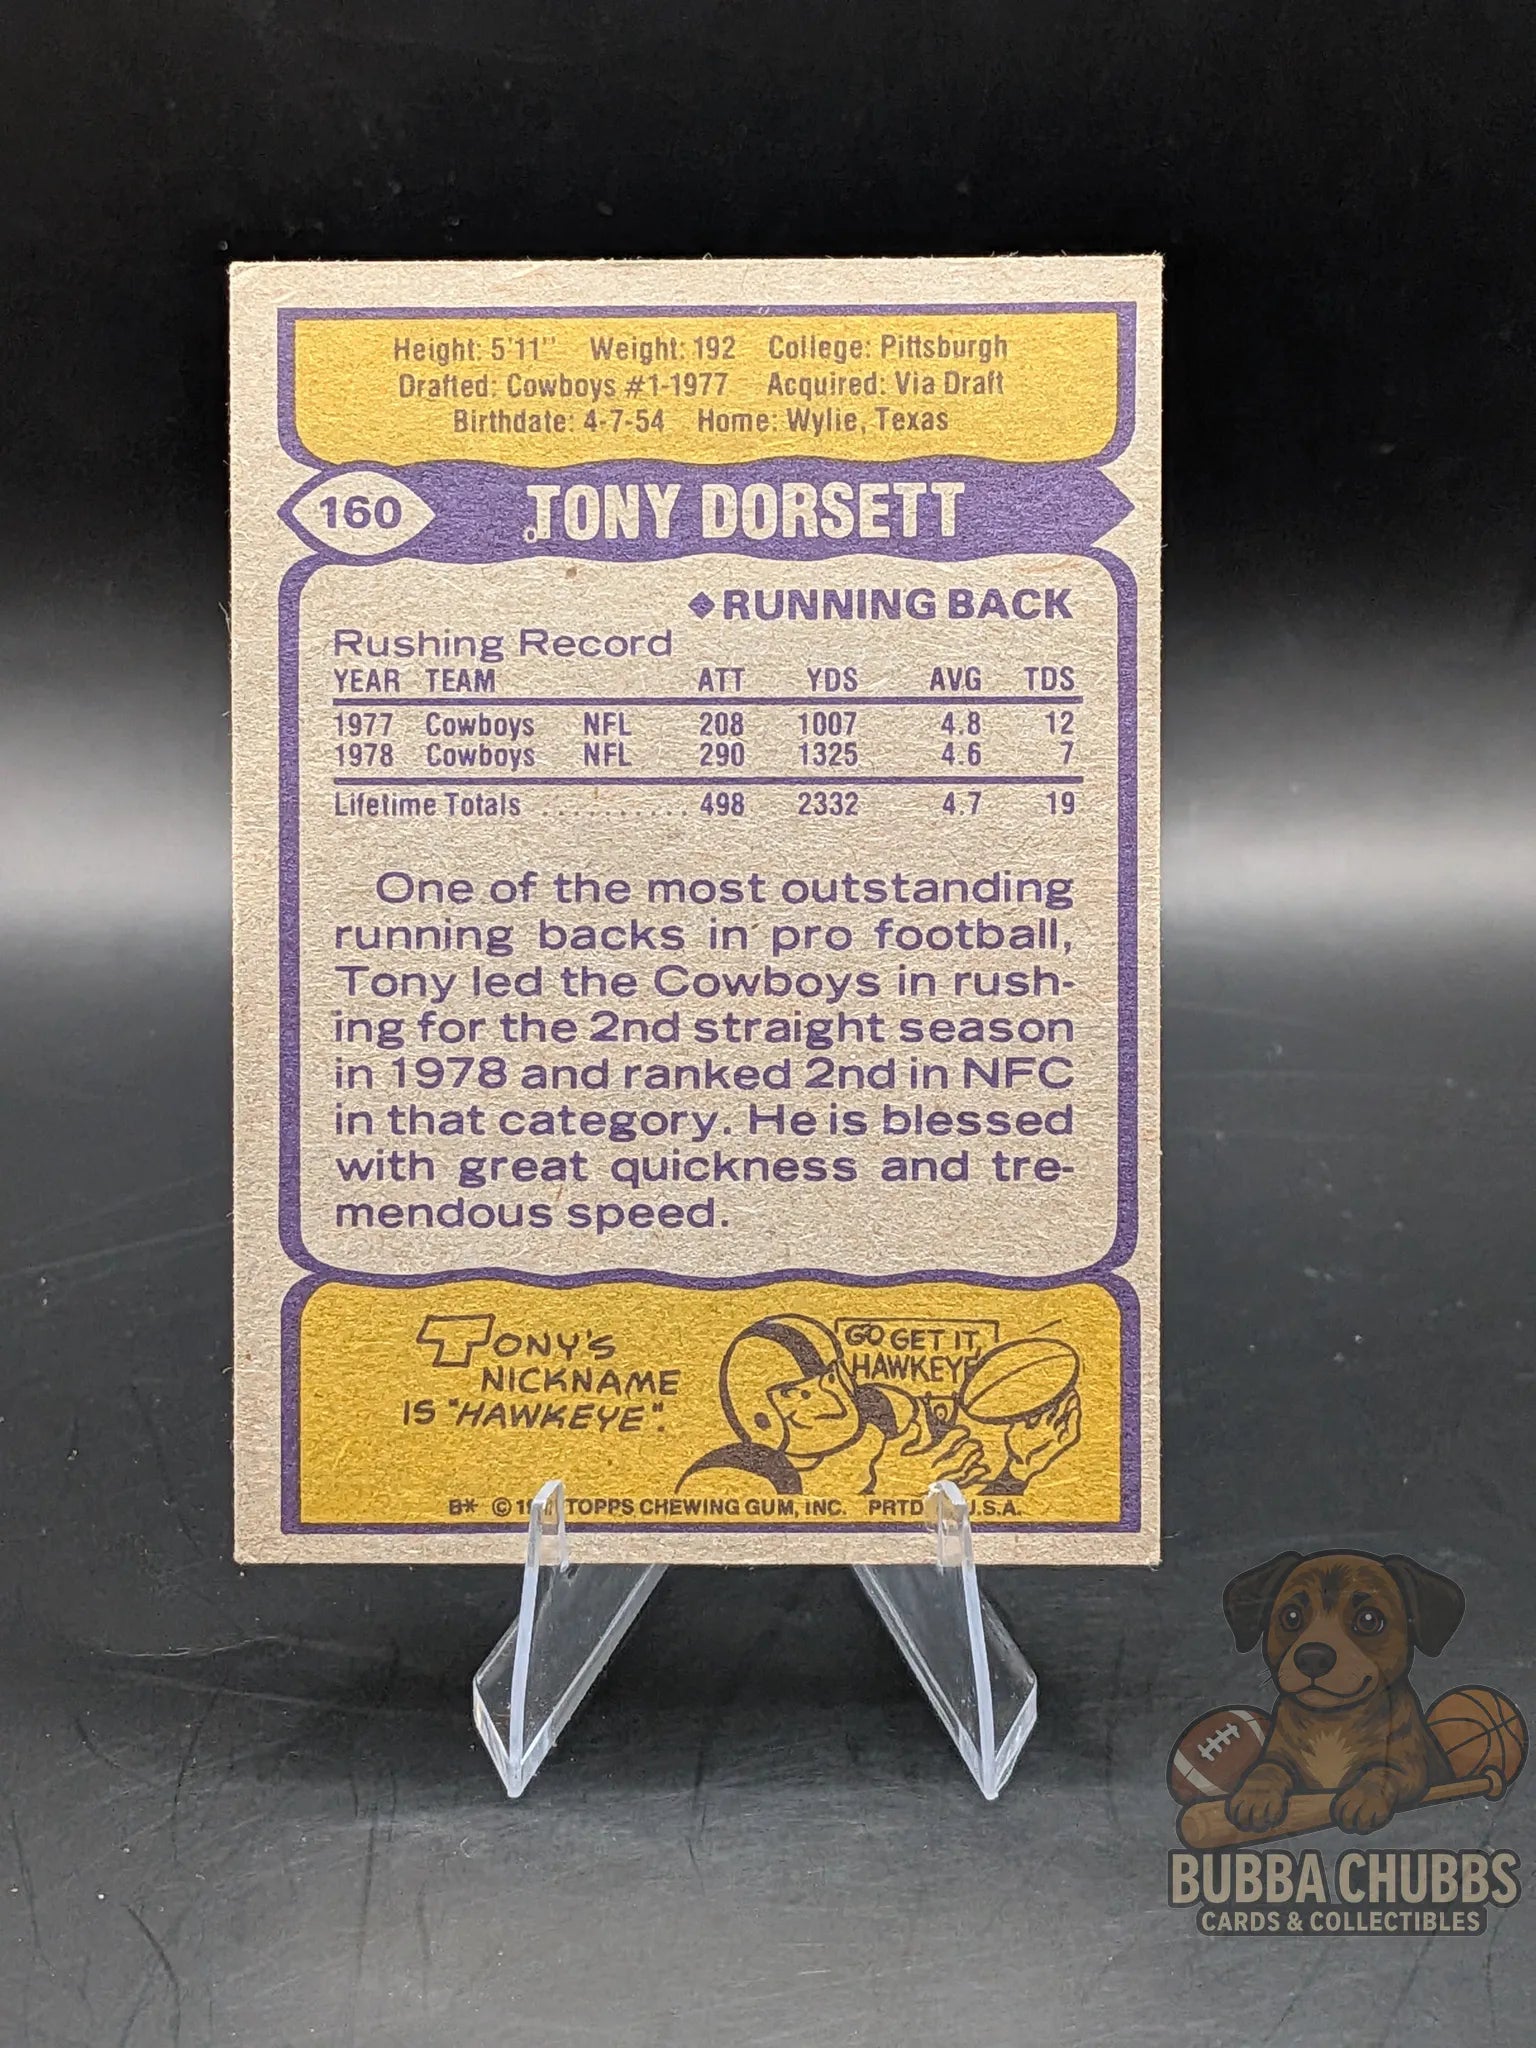 Height: 5'11" Weight: 192 College: Pittsburgh
Drafted: Cowboys #1-1977 Acquired: Via Draft
Birthdate: 4-7-54 Home: Wylie, Texas
160 TONY DORSETT
◆RUNNING BACK
Rushing Record
YEAR TEAM ATT YDS AVG TDS
1977 Cowboys NFL 208 1007 4.8 12
1978 Cowboys NFL 290 1325 4.6 7
Lifetime Totals .......... 498 2332 4.7 19
One of the most outstanding
running backs in pro football,
Tony led the Cowboys in rush-
ing for the 2nd straight season
in 1978 and ranked 2nd in NFC
in that category. He is blessed
with great quickness and tre-
mendous speed.
TONY'S
NICKNAME
IS "HAWKEYE".
GO GET IT,
HAWKEYE
B* © TOPPS CHEWING GUM, INC. PRTD U.S.A.
BUBBA CHUBBS
CARDS & COLLECTIBLES